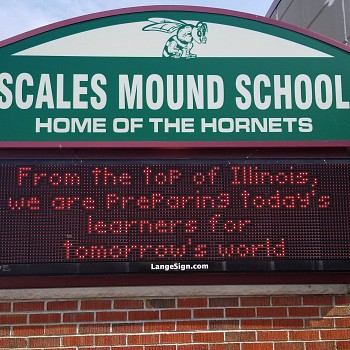 SCALES MOUND SCHOOL
HOME OF THE HORNETS
From the top of Illinois,
we are preparing today's
learners for
tomorrow's world
LangeSign.com